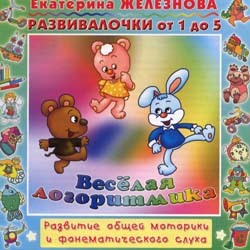 Екатерина ЖЕЛЕЗНОВА
РАЗВИВАЛОЧКИ от 1 до 5
Весёлая
логоритмика
Развитие общей моторики
и фонематического слуха